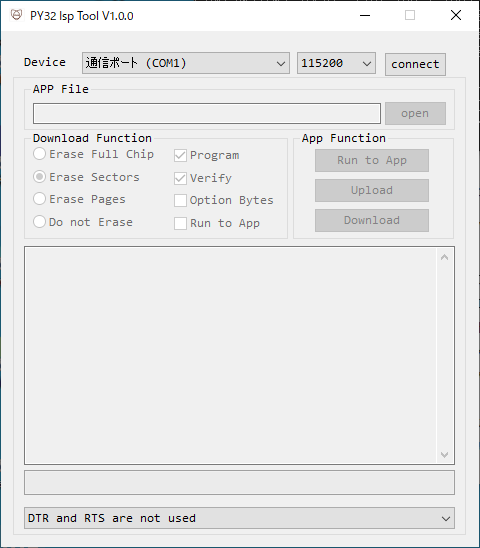 PY32 Isp Tool V1.0.0
Device 通信ポート (COM1) 115200 connect
APP File
open
Download Function
Erase Full Chip
Erase Sectors
Erase Pages
Do not Erase
Program
Verify
Option Bytes
Run to App
App Function
Run to App
Upload
Download
DTR and RTS are not used